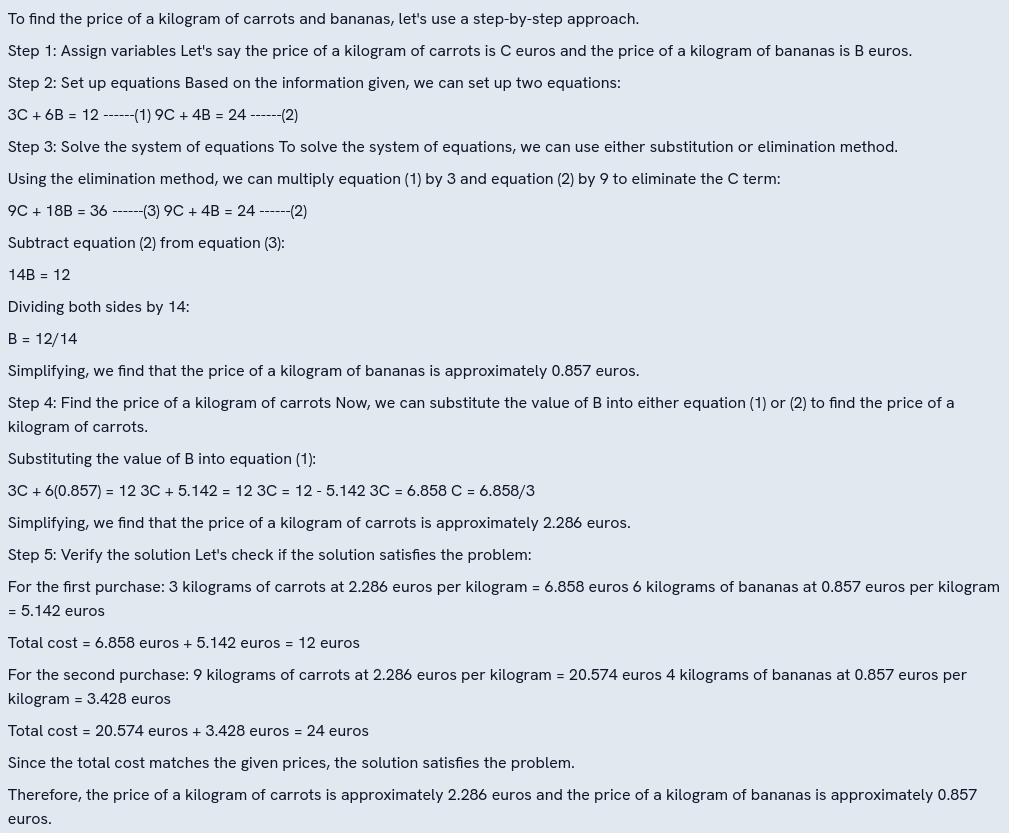 To find the price of a kilogram of carrots and bananas, let's use a step-by-step approach.
Step 1: Assign variables Let's say the price of a kilogram of carrots is C euros and the price of a kilogram of bananas is B euros.
Step 2: Set up equations Based on the information given, we can set up two equations:
3C + 6B = 12 ------(1) 9C + 4B = 24 ------(2)
Step 3: Solve the system of equations To solve the system of equations, we can use either substitution or elimination method.
Using the elimination method, we can multiply equation (1) by 3 and equation (2) by 9 to eliminate the C term:
9C + 18B = 36 ------(3) 9C + 4B = 24 ------(2)
Subtract equation (2) from equation (3):
14B = 12
Dividing both sides by 14:
B = 12/14
Simplifying, we find that the price of a kilogram of bananas is approximately 0.857 euros.
Step 4: Find the price of a kilogram of carrots Now, we can substitute the value of B into either equation (1) or (2) to find the price of a
kilogram of carrots.
Substituting the value of B into equation (1):
3C + 6(0.857) = 12 3C + 5.142 = 12 3C = 12 - 5.142 3C = 6.858 C = 6.858/3
Simplifying, we find that the price of a kilogram of carrots is approximately 2.286 euros.
Step 5: Verify the solution Let's check if the solution satisfies the problem:
For the first purchase: 3 kilograms of carrots at 2.286 euros per kilogram = 6.858 euros 6 kilograms of bananas at 0.857 euros per kilogram
= 5.142 euros
Total cost = 6.858 euros + 5.142 euros = 12 euros
For the second purchase: 9 kilograms of carrots at 2.286 euros per kilogram = 20.574 euros 4 kilograms of bananas at 0.857 euros per
kilogram = 3.428 euros
Total cost = 20.574 euros + 3.428 euros = 24 euros
Since the total cost matches the given prices, the solution satisfies the problem.
Therefore, the price of a kilogram of carrots is approximately 2.286 euros and the price of a kilogram of bananas is approximately 0.857
euros.